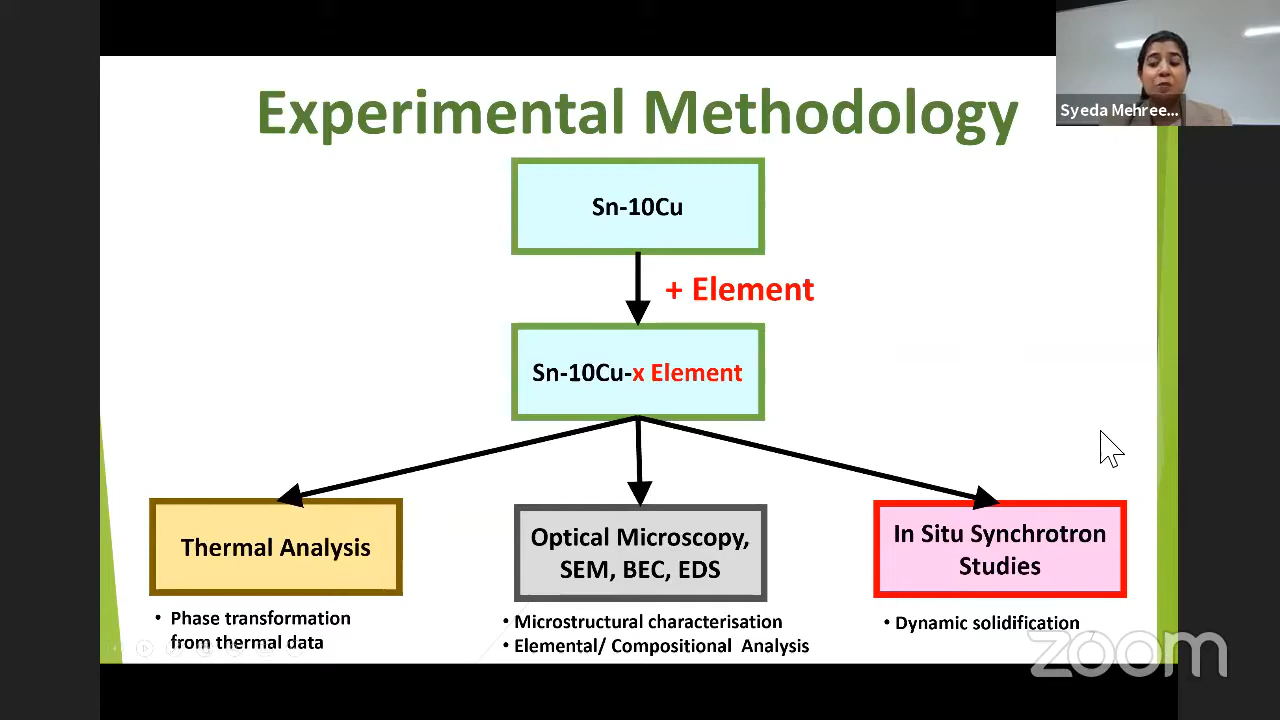 Experimental Methodology
Syeda Mehree...
Sn-10Cu
+ Element
Sn-10Cu-x Element
Thermal Analysis
• Phase transformation
from thermal data
Optical Microscopy,
SEM, BEC, EDS
• Microstructural characterisation
• Elemental/ Compositional Analysis
In Situ Synchrotron
Studies
• Dynamic solidification
zoom